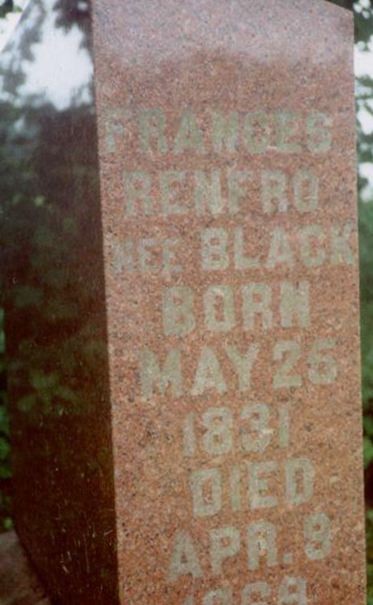 FRANCES
RENFRO
NEE BLACK
BORN
MAY 25
1831
DIED
APR. 9